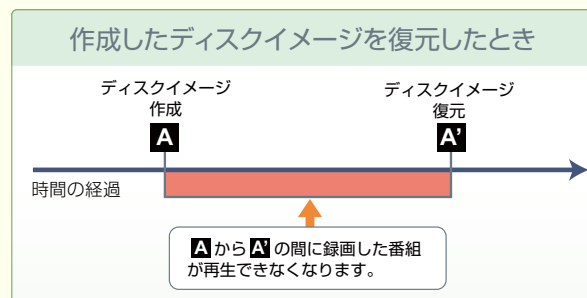 作成したディスクイメージを復元したとき
ディスクイメージ
作成
A
ディスクイメージ
復元
A'
時間の経過
A から A' の間に録画した番組
が再生できなくなります。